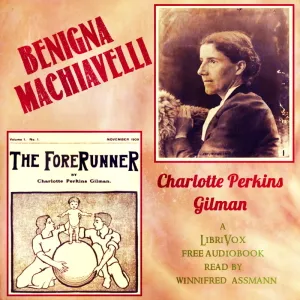 BENIGNA
MACHIAVELLI
Volume 1. No. 1
NOVEMBER 1909
THE FORERUNNER
BY
Charlotte Perkins Gilman.
Charlotte Perkins
Gilman
A
LIBRIVOX
FREE AUDIOBOOK
READ BY
WINNIFRED ASSMANN